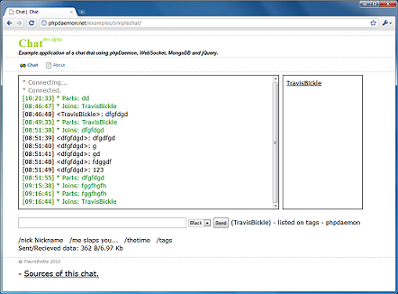 Chat | Chat
phpdaemon.net/examples/simplechat/
Chat dev.alpha
Example application of a chat that using phpDaemon, WebSocket, MongoDB and jQuery.
Chat About
* Connecting...
* Connected.
[10:21:33] * Parts: dd
[08:46:47] * Joins: TravisBickle
[08:46:48] <TravisBickle>: dfgfdgd
[08:49:35] * Parts: TravisBickle
[08:51:38] * Joins: dfgfdgd
[08:51:39] <dfgfdgd>: dfgdfgd
[08:51:40] <dfgfdgd>: g
[08:51:41] <dfgfdgd>: gd
[08:51:48] <dfgfdgd>: fdggdf
[08:51:49] <dfgfdgd>: 123
[08:51:55] * Parts: dfgfdgd
[09:15:38] * Joins: fggfhgfh
[09:16:41] * Parts: fggfhgfh
[09:16:44] * Joins: TravisBickle
TravisBickle
Black Send (TravisBickle) - listed on tags - phpdaemon
/nick Nickname /me slaps you... /thetime /tags
Sent/Recieved data: 362 B/6.97 Kb
© TravisBickle 2010
- Sources of this chat.